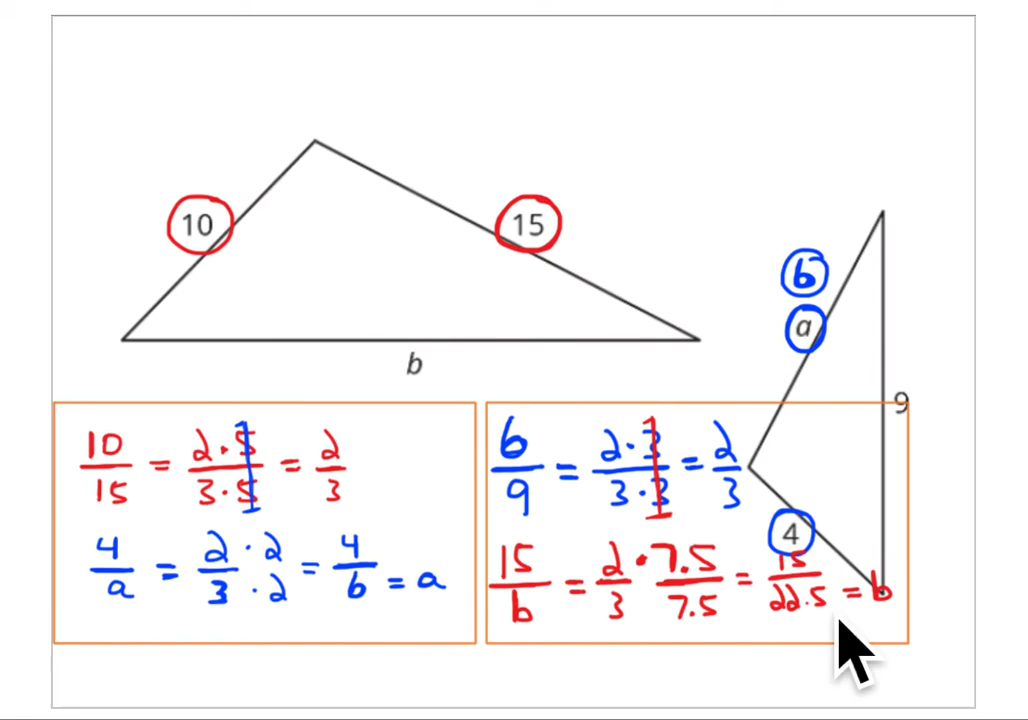 10
15
b
6
a
9
4
10/15 = 2·5/3·5 = 2/3
4/a = 2/3 ·2/·2 = 4/6 = a
6/9 = 2·3/3·3 = 2/3
15/b = 2/3 · 7.5/7.5 = 15/22.5 = b